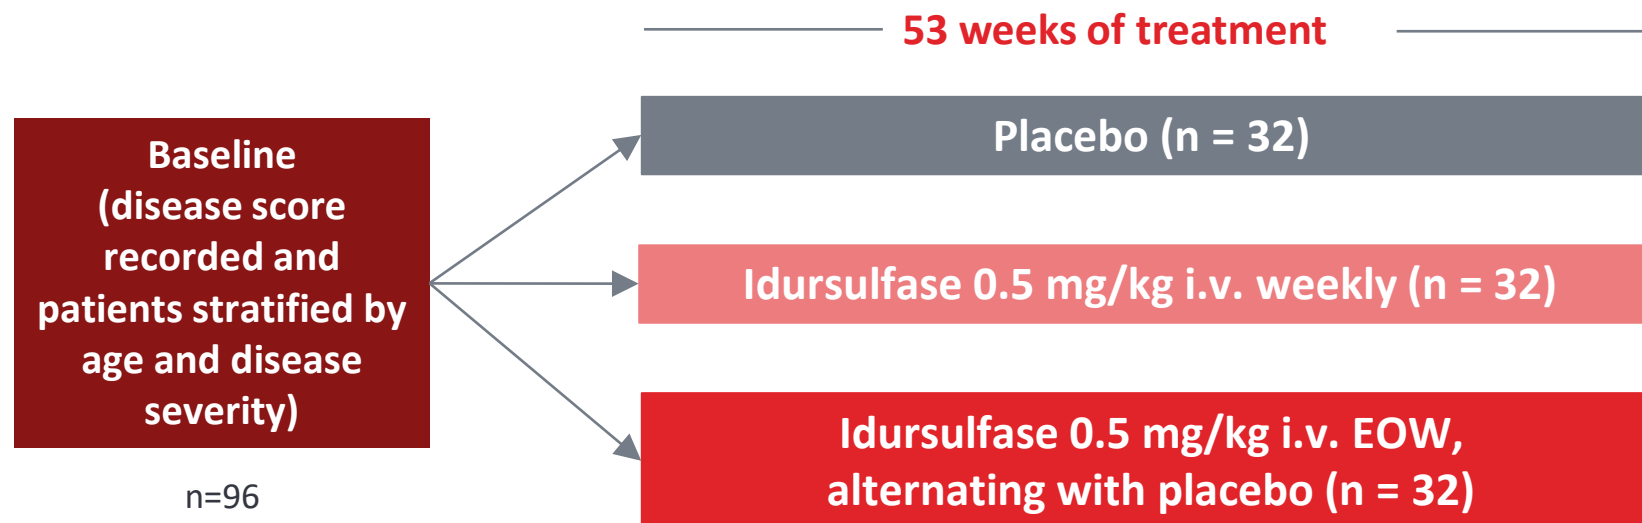 53 weeks of treatment
Baseline
(disease score
recorded and
patients stratified by
age and disease
severity)
n=96
Placebo (n = 32)
Idursulfase 0.5 mg/kg i.v. weekly (n = 32)
Idursulfase 0.5 mg/kg i.v. EOW,
alternating with placebo (n = 32)